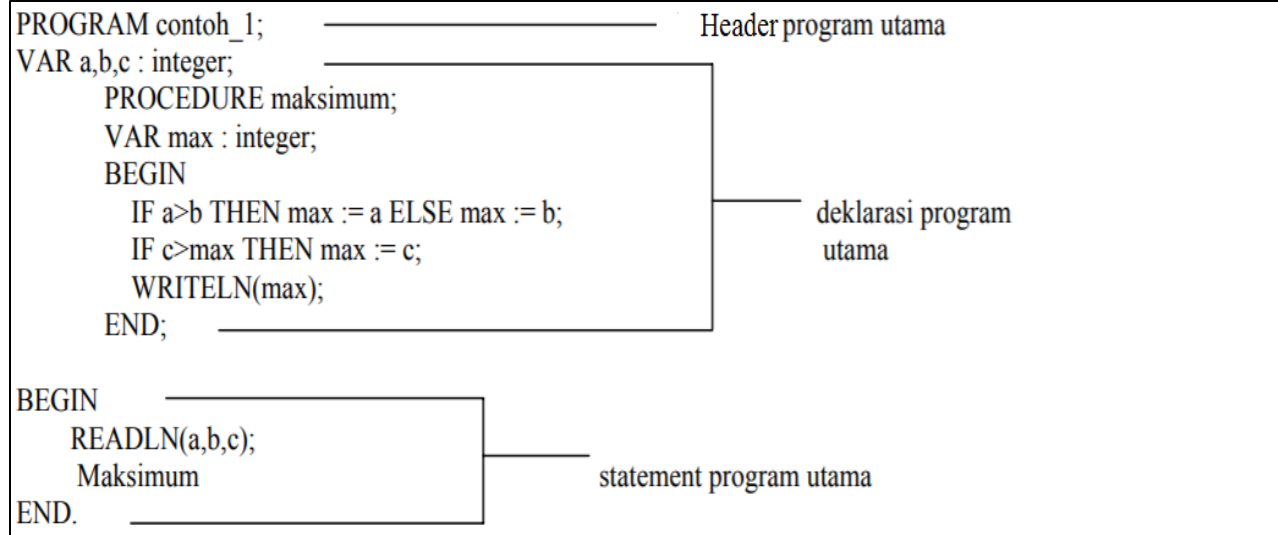 PROGRAM contoh_1; Header program utama
VAR a,b,c : integer;
PROCEDURE maksimum;
VAR max : integer;
BEGIN
IF a>b THEN max := a ELSE max := b;
IF c>max THEN max := c;
WRITELN(max);
END;
deklarasi program
utama
BEGIN
READLN(a,b,c);
Maksimum
END.
statement program utama